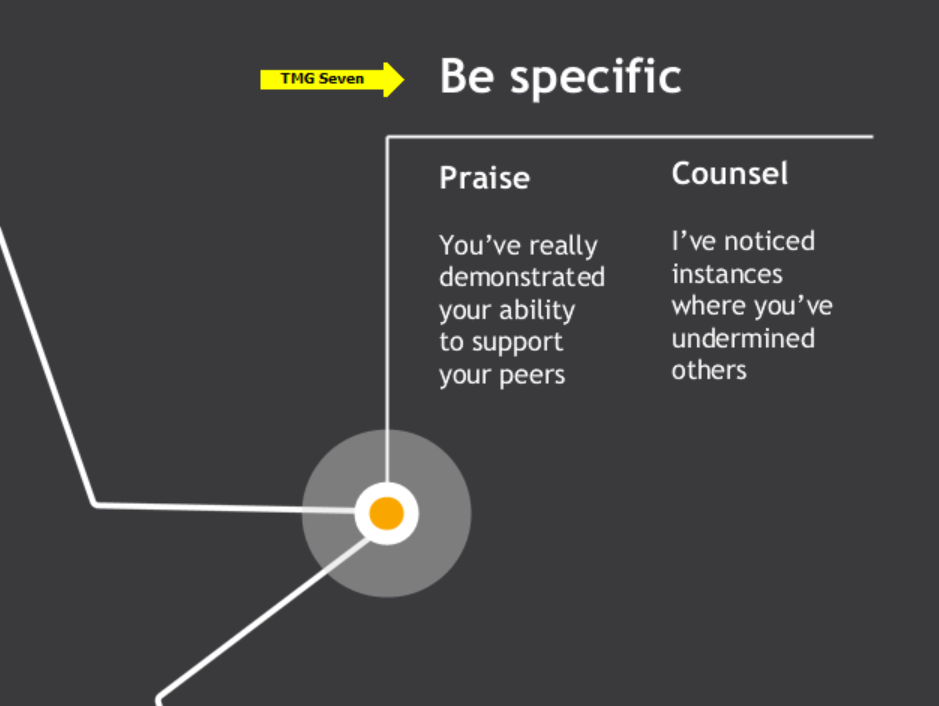 TMG Seven
Be specific
Praise
You’ve really
demonstrated
your ability
to support
your peers
Counsel
I’ve noticed
instances
where you’ve
undermined
others